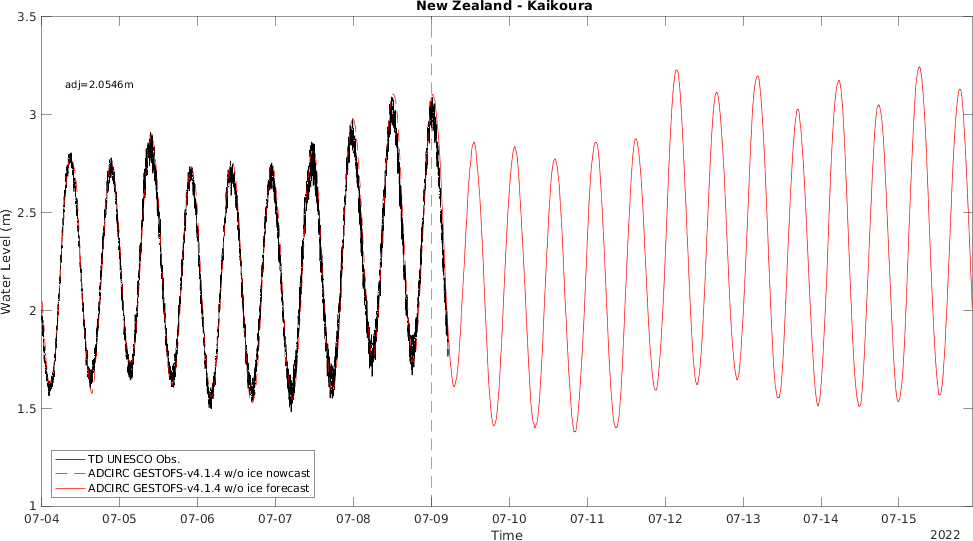 New Zealand - Kaikoura
3.5
3
2.5
2
1.5
1
Water Level (m)
adj=2.0546m
TD UNESCO Obs.
ADCIRC GESTOFS-v4.1.4 w/o ice nowcast
ADCIRC GESTOFS-v4.1.4 w/o ice forecast
07-04 07-05 07-06 07-07 07-08 07-09 07-10 07-11 07-12 07-13 07-14 07-15
Time
2022